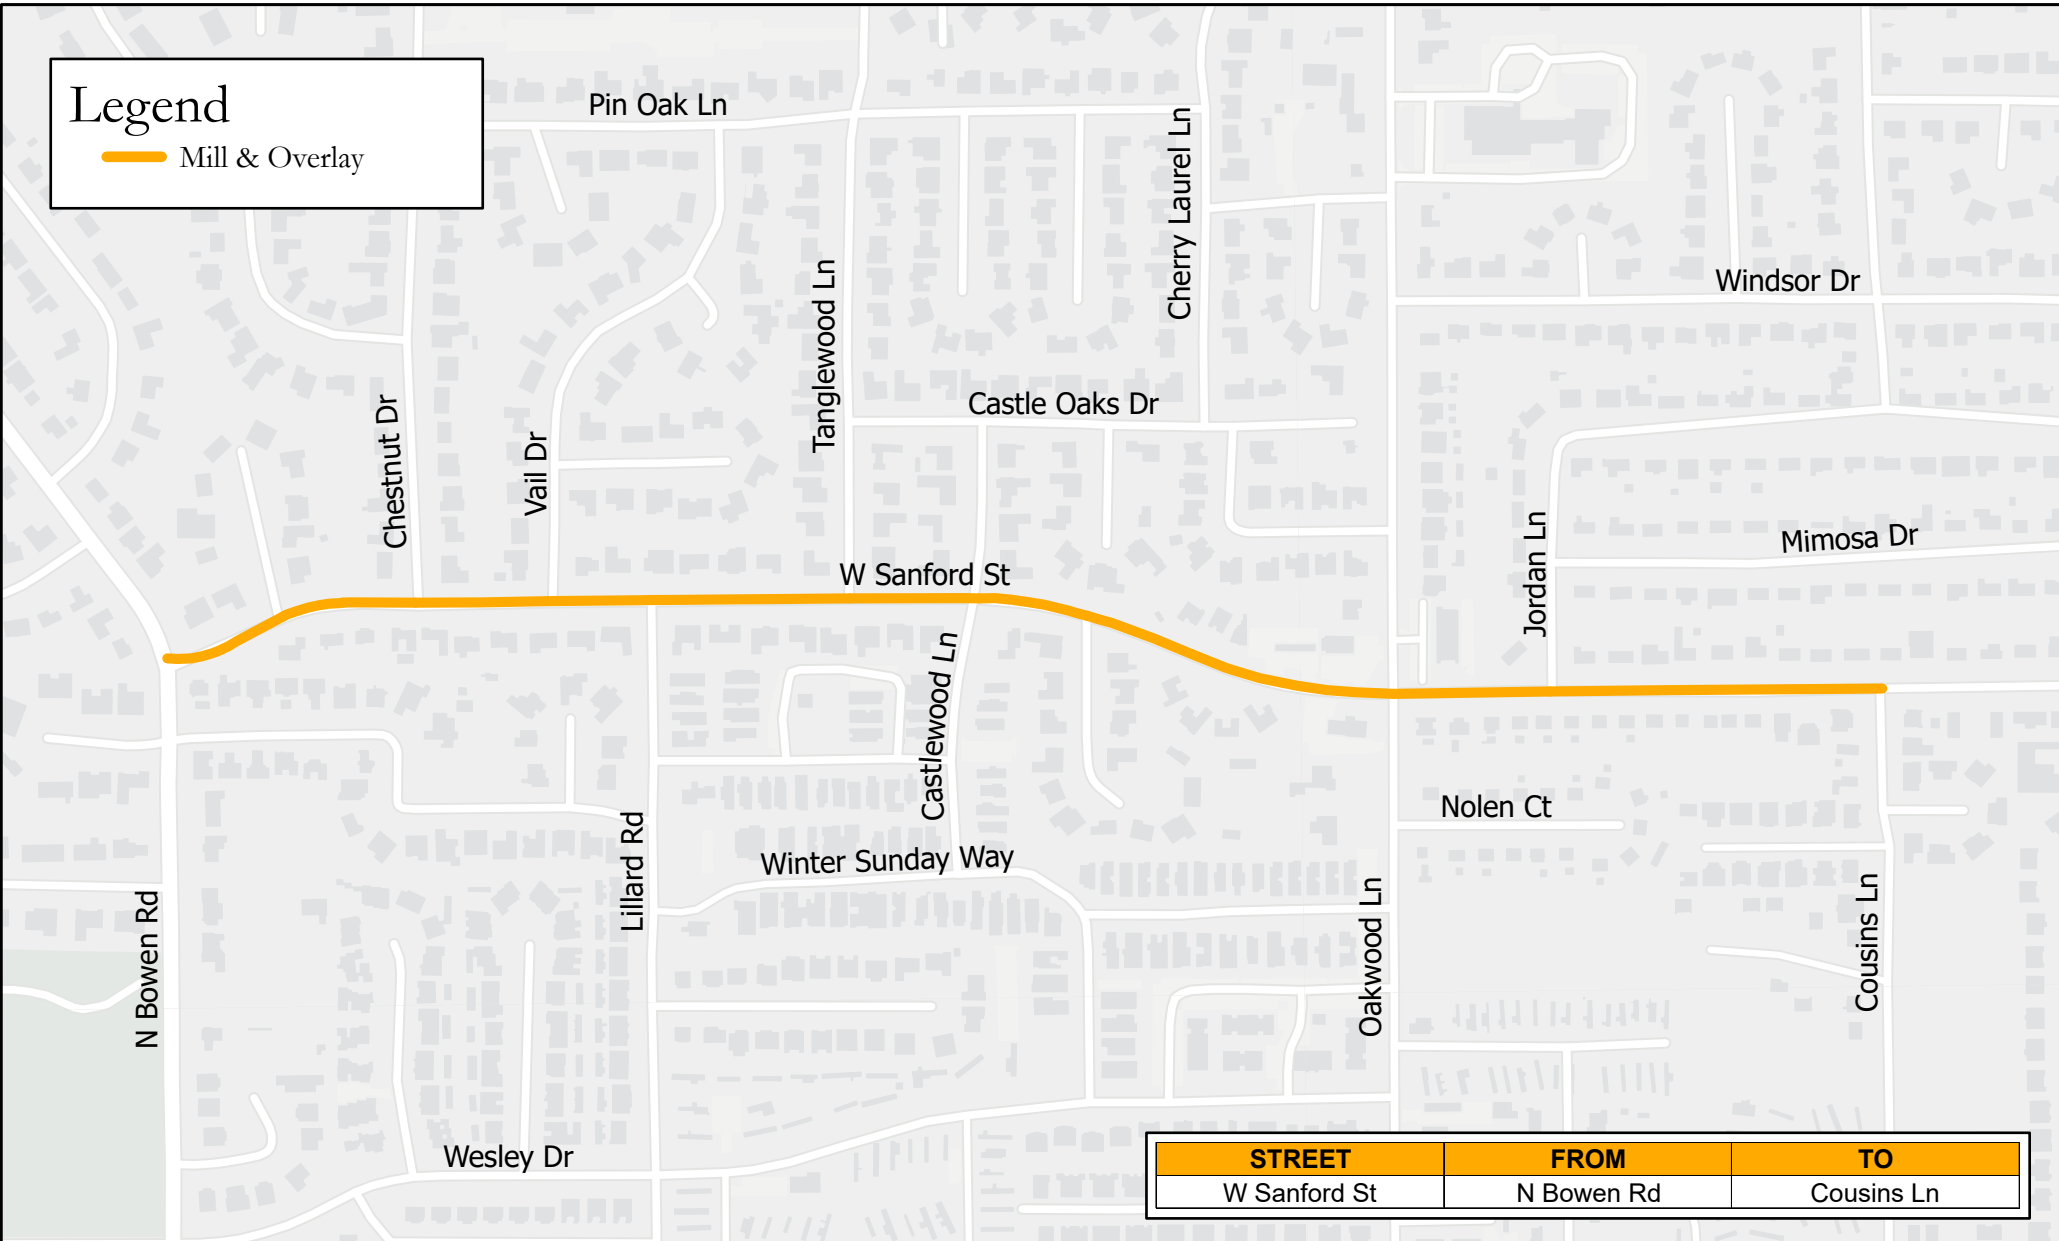 Legend
Mill & Overlay
Pin Oak Ln
Cherry Laurel Ln
Tanglewood Ln
Windsor Dr
Castle Oaks Dr
Chestnut Dr
Vail Dr
Jordan Ln
Mimosa Dr
W Sanford St
Castlewood Ln
Nolen Ct
Lillard Rd
Winter Sunday Way
N Bowen Rd
Oakwood Ln
Cousins Ln
Wesley Dr
STREET FROM TO
W Sanford St N Bowen Rd Cousins Ln